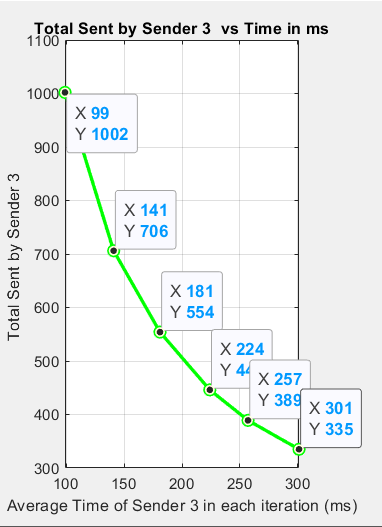 Total Sent by Sender 3 vs Time in ms
1100
1000
900
800
700
600
500
400
300
Total Sent by Sender 3
X 99
Y 1002
X 141
Y 706
X 181
Y 554
X 224
Y
X 257
Y 389
X 301
Y 335
100
150
200
250
300
Average Time of Sender 3 in each iteration (ms)